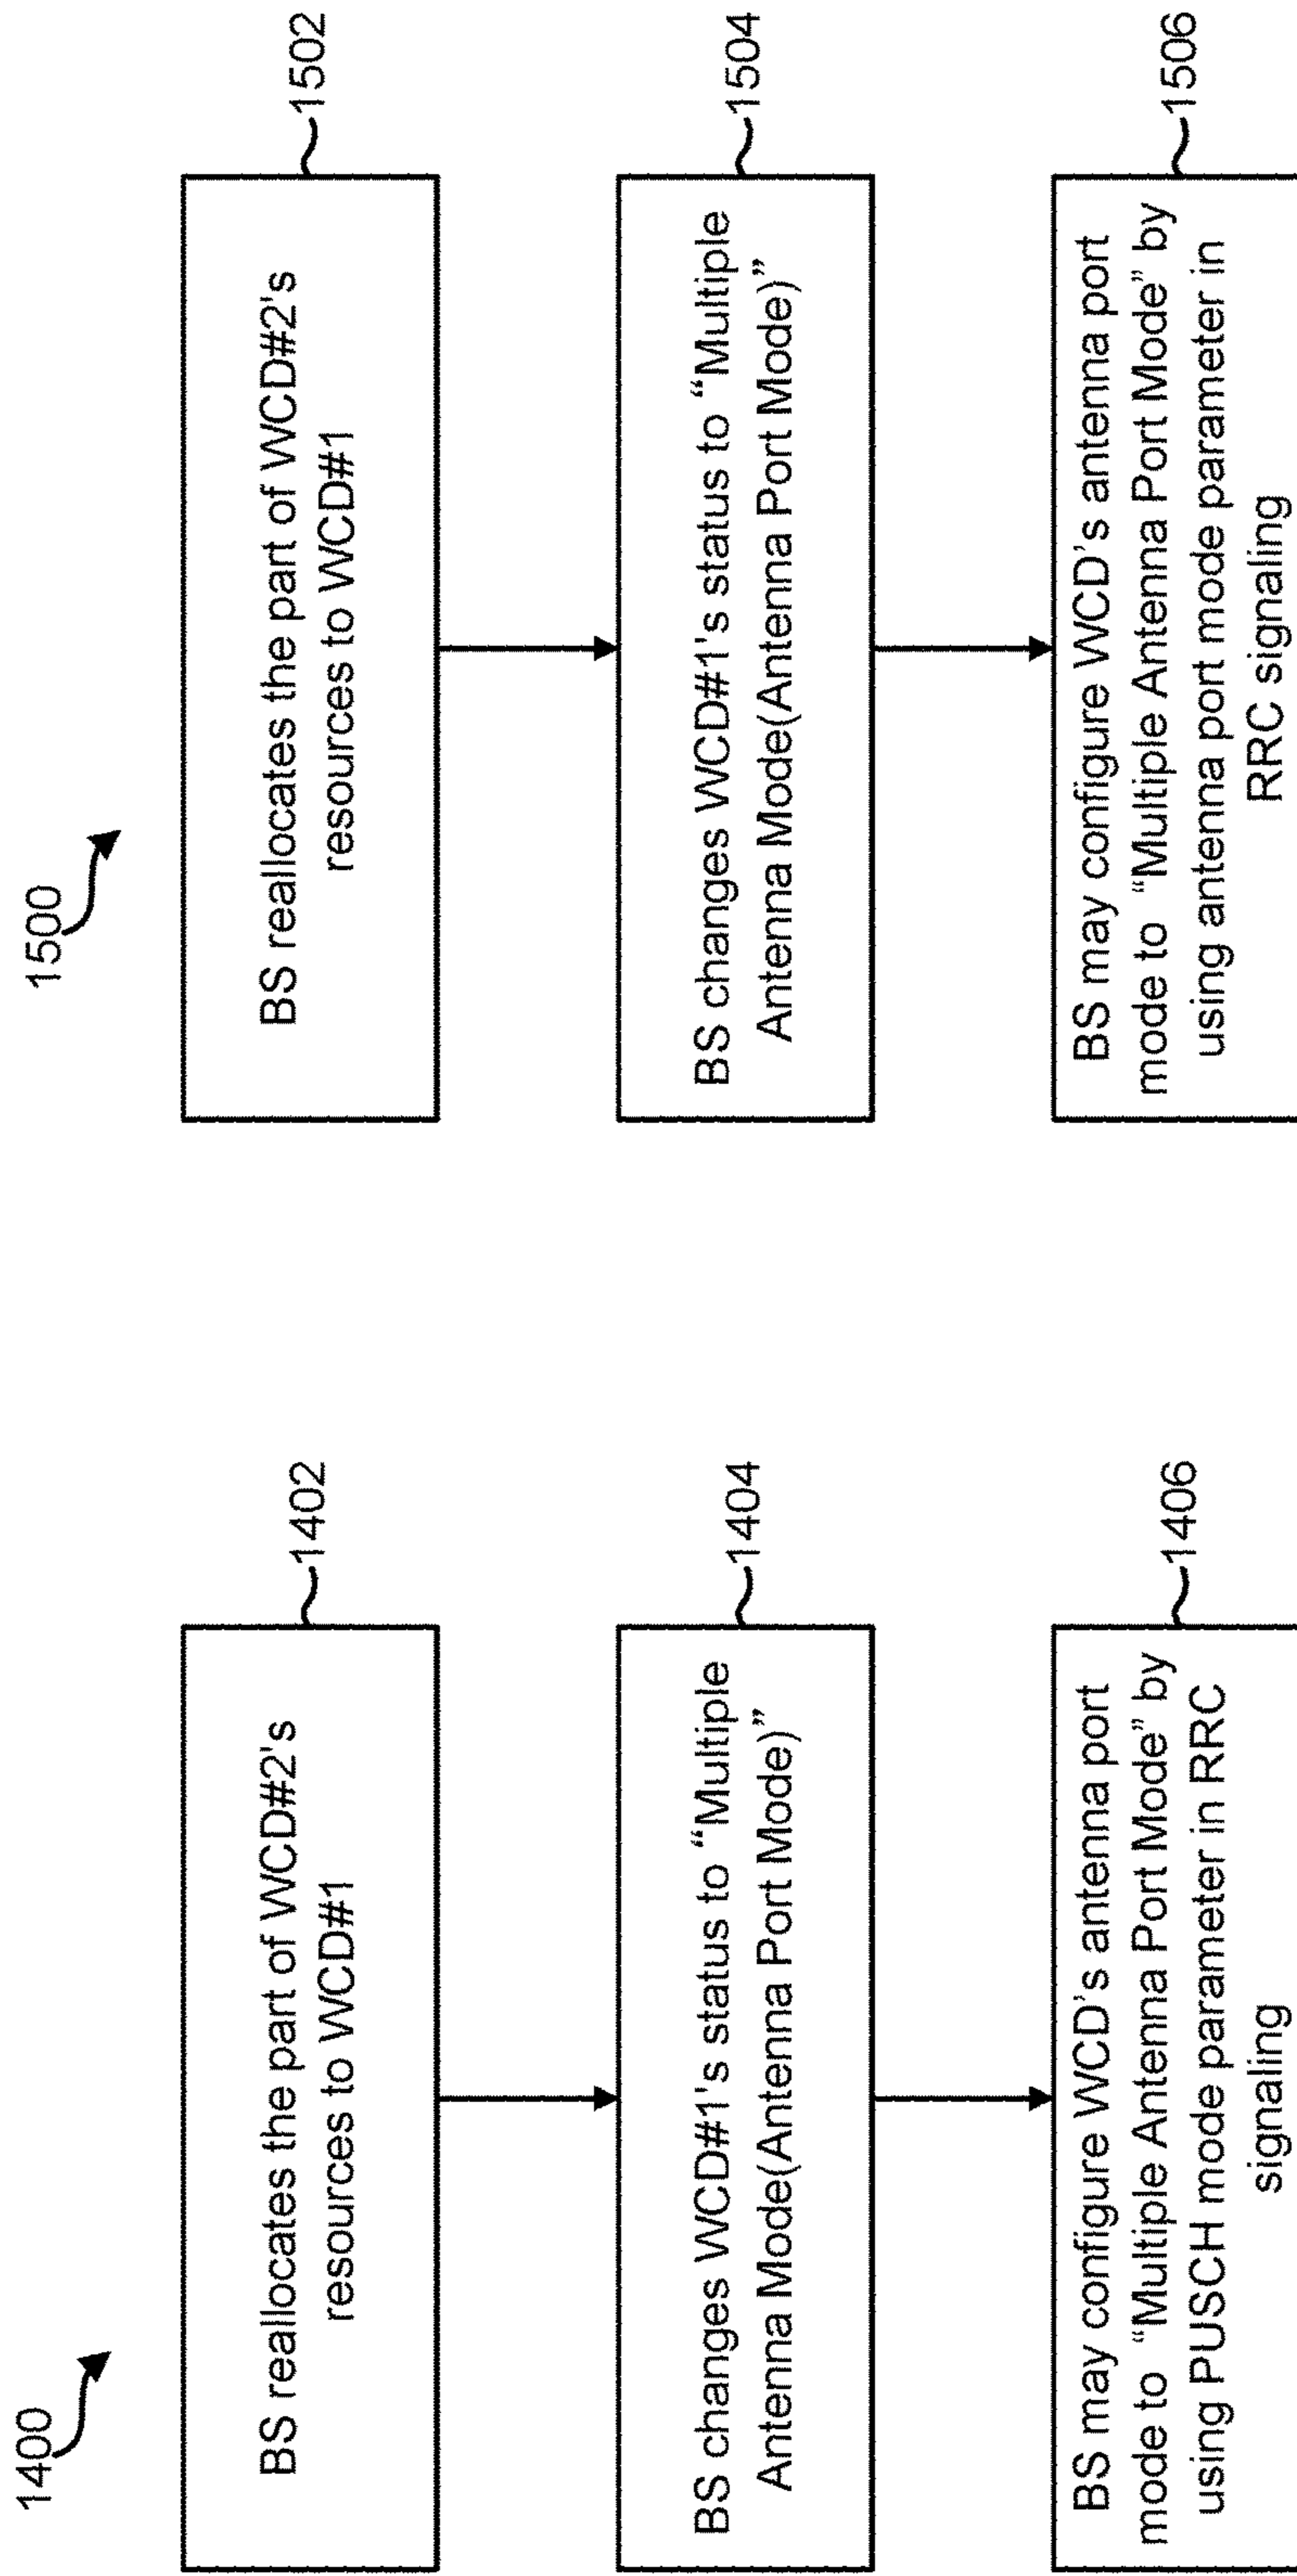 1400
BS reallocates the part of WCD#2's
resources to WCD#1
1402
BS changes WCD#1's status to “Multiple
Antenna Mode(Antenna Port Mode)”
1404
BS may configure WCD’s antenna port
mode to “Multiple Antenna Port Mode” by
using PUSCH mode parameter in RRC
signaling
1406
1500
BS reallocates the part of WCD#2's
resources to WCD#1
1502
BS changes WCD#1's status to “Multiple
Antenna Mode(Antenna Port Mode)”
1504
BS may configure WCD’s antenna port
mode to “Multiple Antenna Port Mode” by
using antenna port mode parameter in
RRC signaling
1506